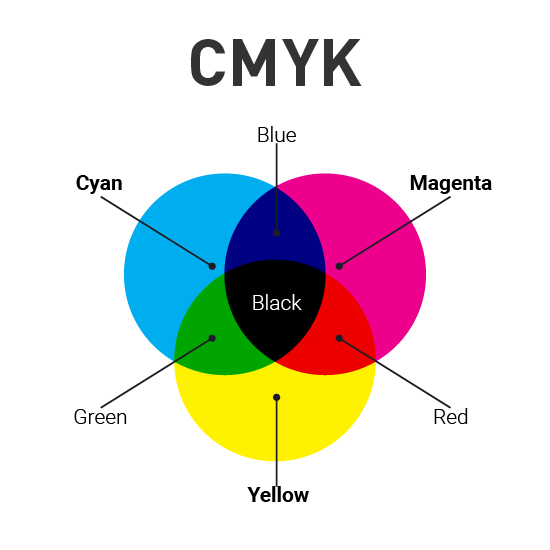 CMYK
Blue
Cyan
Magenta
Black
Green
Red
Yellow